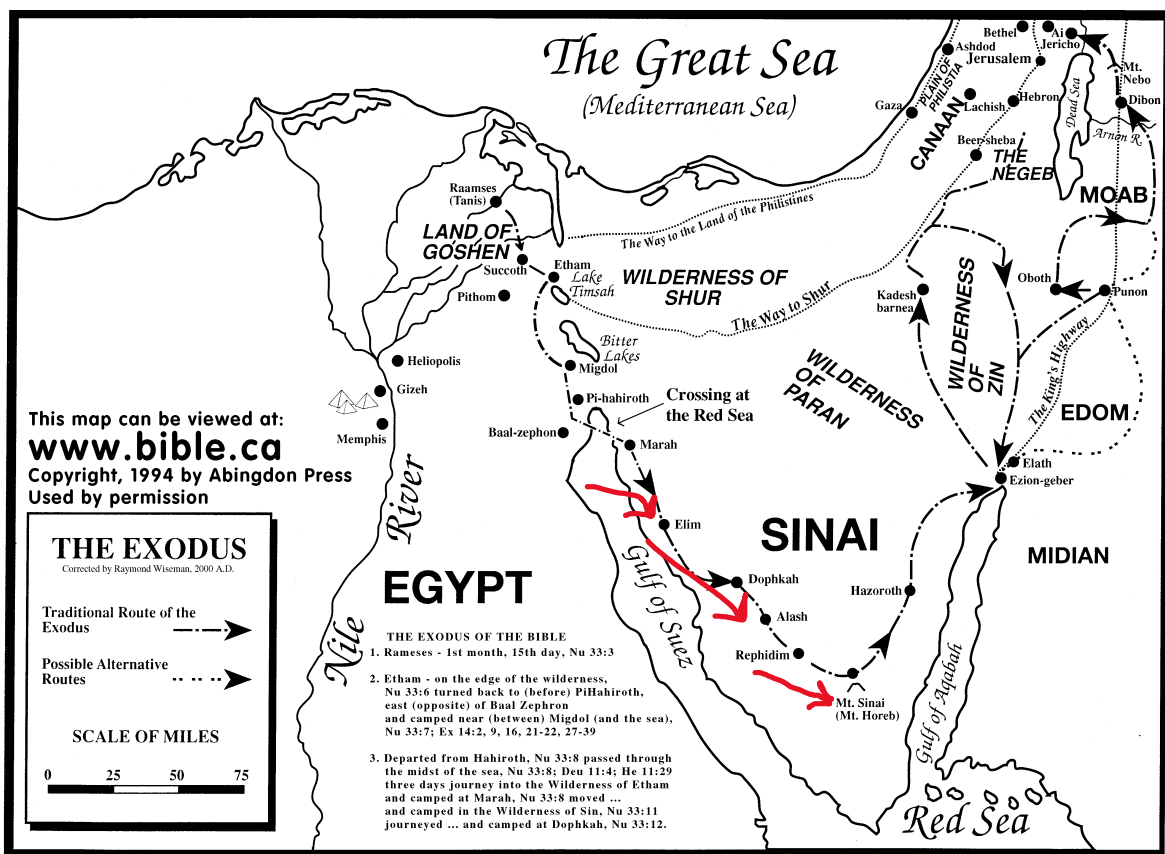 The Great Sea
(Mediterranean Sea)
Bethel
Ai
Jericho
Ashdod
Jerusalem
PLAIN OF
PHILISTIA
Mt.
Nebo
Gaza
CANAAN
Lachish
Hebron
Dead Sea
Dibon
Arnon R.
Beer-sheba
THE
NEGEB
MOAB
Raamses
(Tanis)
The Way to the Land of the Philistines
LAND OF
GOSHEN
Succoth
Etham
Lake
Timsah
WILDERNESS OF
SHUR
Pithom
The Way to Shur
Kadesh
barnea
WILDERNESS
OF
ZIN
Oboth
Punon
Bitter
Lakes
Heliopolis
Migdol
Gizeh
Pi-hahiroth
Crossing at
the Red Sea
WILDERNESS
OF
PARAN
The King's Highway
EDOM
This map can be viewed at:
www.bible.ca
Copyright, 1994 by Abingdon Press
Used by permission
Memphis
Baal-zephon
Marah
Elath
Ezion-geber
Nile
River
Elim
SINAI
MIDIAN
THE EXODUS
Corrected by Raymond Wiseman, 2000 A.D.
Traditional Route of the
Exodus
Possible Alternative
Routes
SCALE OF MILES
0 25 50 75
EGYPT
Gulf of Suez
Dophkah
Alash
Hazoroth
Rephidim
Mt. Sinai
(Mt. Horeb)
Gulf of Aqabah
Red Sea
THE EXODUS OF THE BIBLE
1. Rameses - 1st month, 15th day, Nu 33:3
2. Etham - on the edge of the wilderness,
Nu 33:6 turned back to (before) PiHahiroth,
east (opposite) of Baal Zephron
and camped near (between) Migdol (and the sea),
Nu 33:7; Ex 14:2, 9, 16, 21-22, 27-39
3. Departed from Hahiroth, Nu 33:8 passed through
the midst of the sea, Nu 33:8; Deu 11:4; He 11:29
three days journey into the Wilderness of Etham
and camped at Marah, Nu 33:8 moved ...
and camped in the Wilderness of Sin, Nu 33:11
journeyed ... and camped at Dophkah, Nu 33:12.